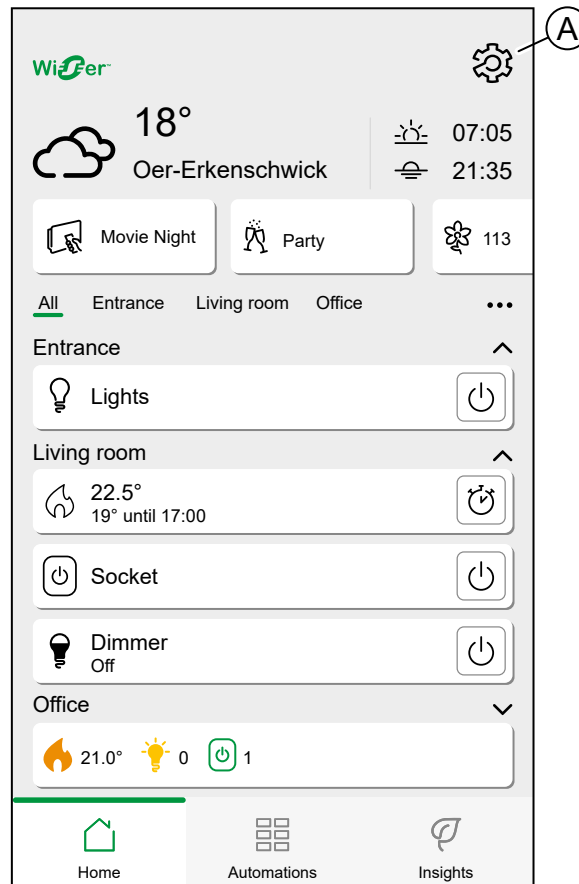 A
Wiser™
18°
07:05
Oer-Erkenschwick
21:35
Movie Night
Party
113
All Entrance Living room Office •••
Entrance
Lights
Living room
22.5°
19° until 17:00
Socket
Dimmer
Off
Office
21.0° 0 1
Home Automations Insights